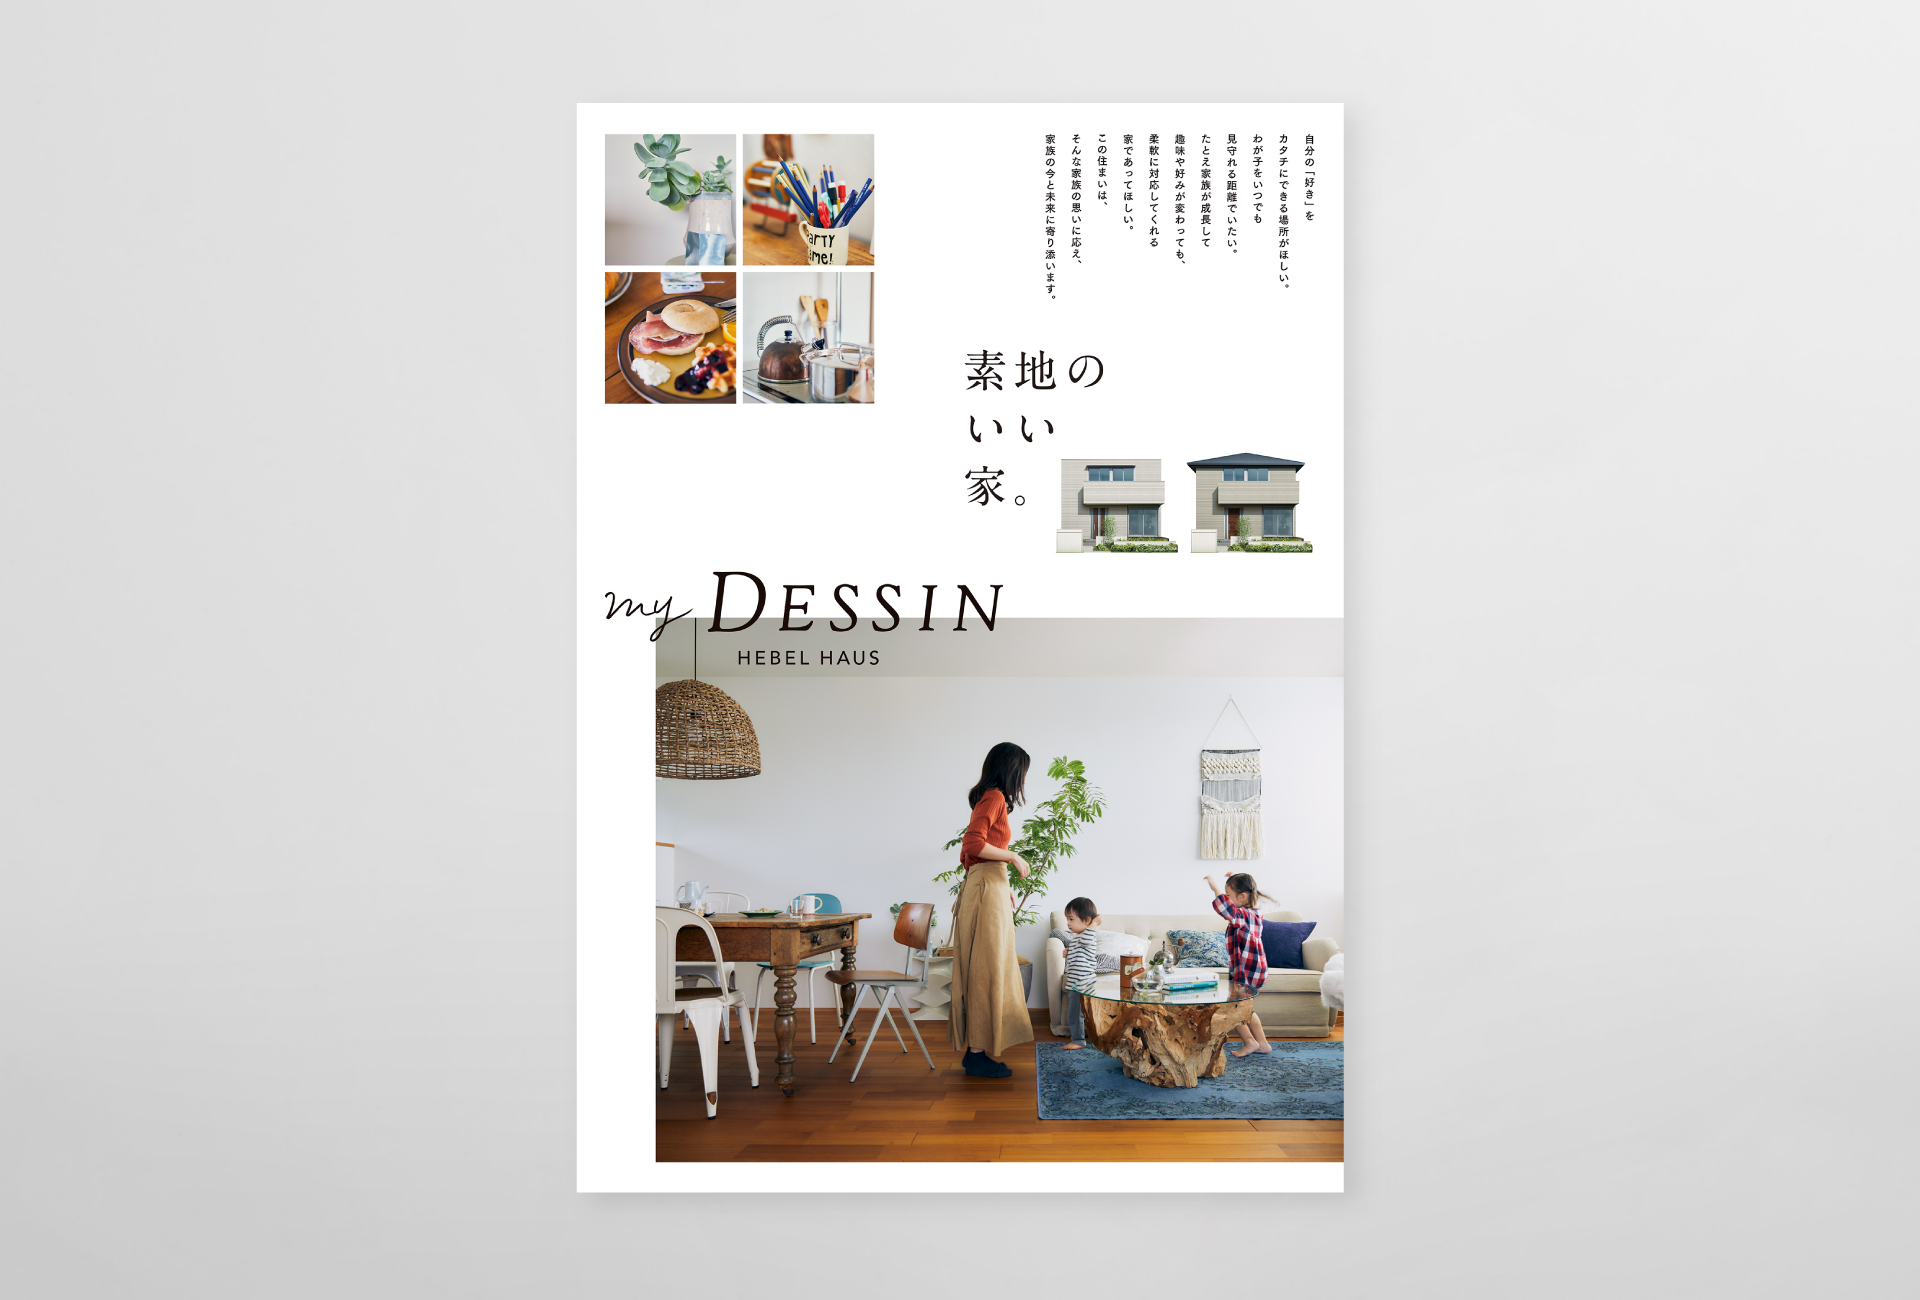 自分の「好き」を
カタチにできる場所がほしい。
わが子をいつでも
見守れる距離でいたい。
たとえ家族が成長して
趣味や好みが変わっても、
柔軟に対応してくれる
家であってほしい。
この住まいは、
そんな家族の思いに応え、
家族の今と未来に寄り添います。
ARTY
ME!
素地の
いい
家。
my DESSIN
HEBEL HAUS